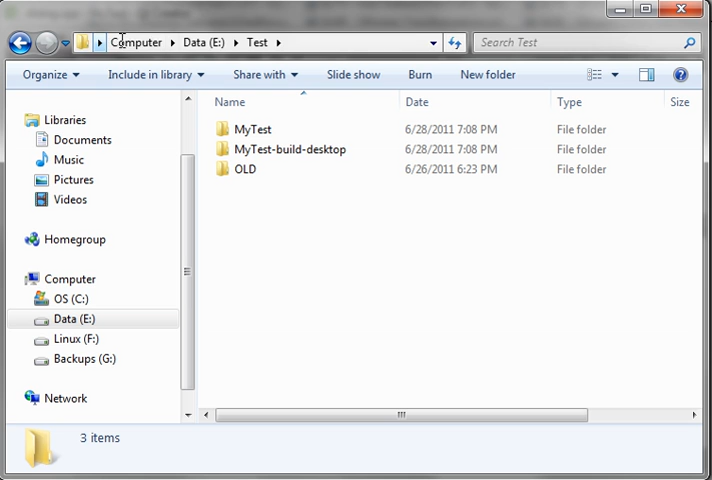 Computer Data (E:) Test
Search Test
Organize Include in library Share with Slide show Burn New folder
Name Date Type Size
Libraries
Documents
Music
Pictures
Videos
Homegroup
Computer
OS (C:)
Data (E:)
Linux (F:)
Backups (G:)
Network
MyTest 6/28/2011 7:08 PM File folder
MyTest-build-desktop 6/28/2011 7:08 PM File folder
OLD 6/26/2011 6:23 PM File folder
3 items